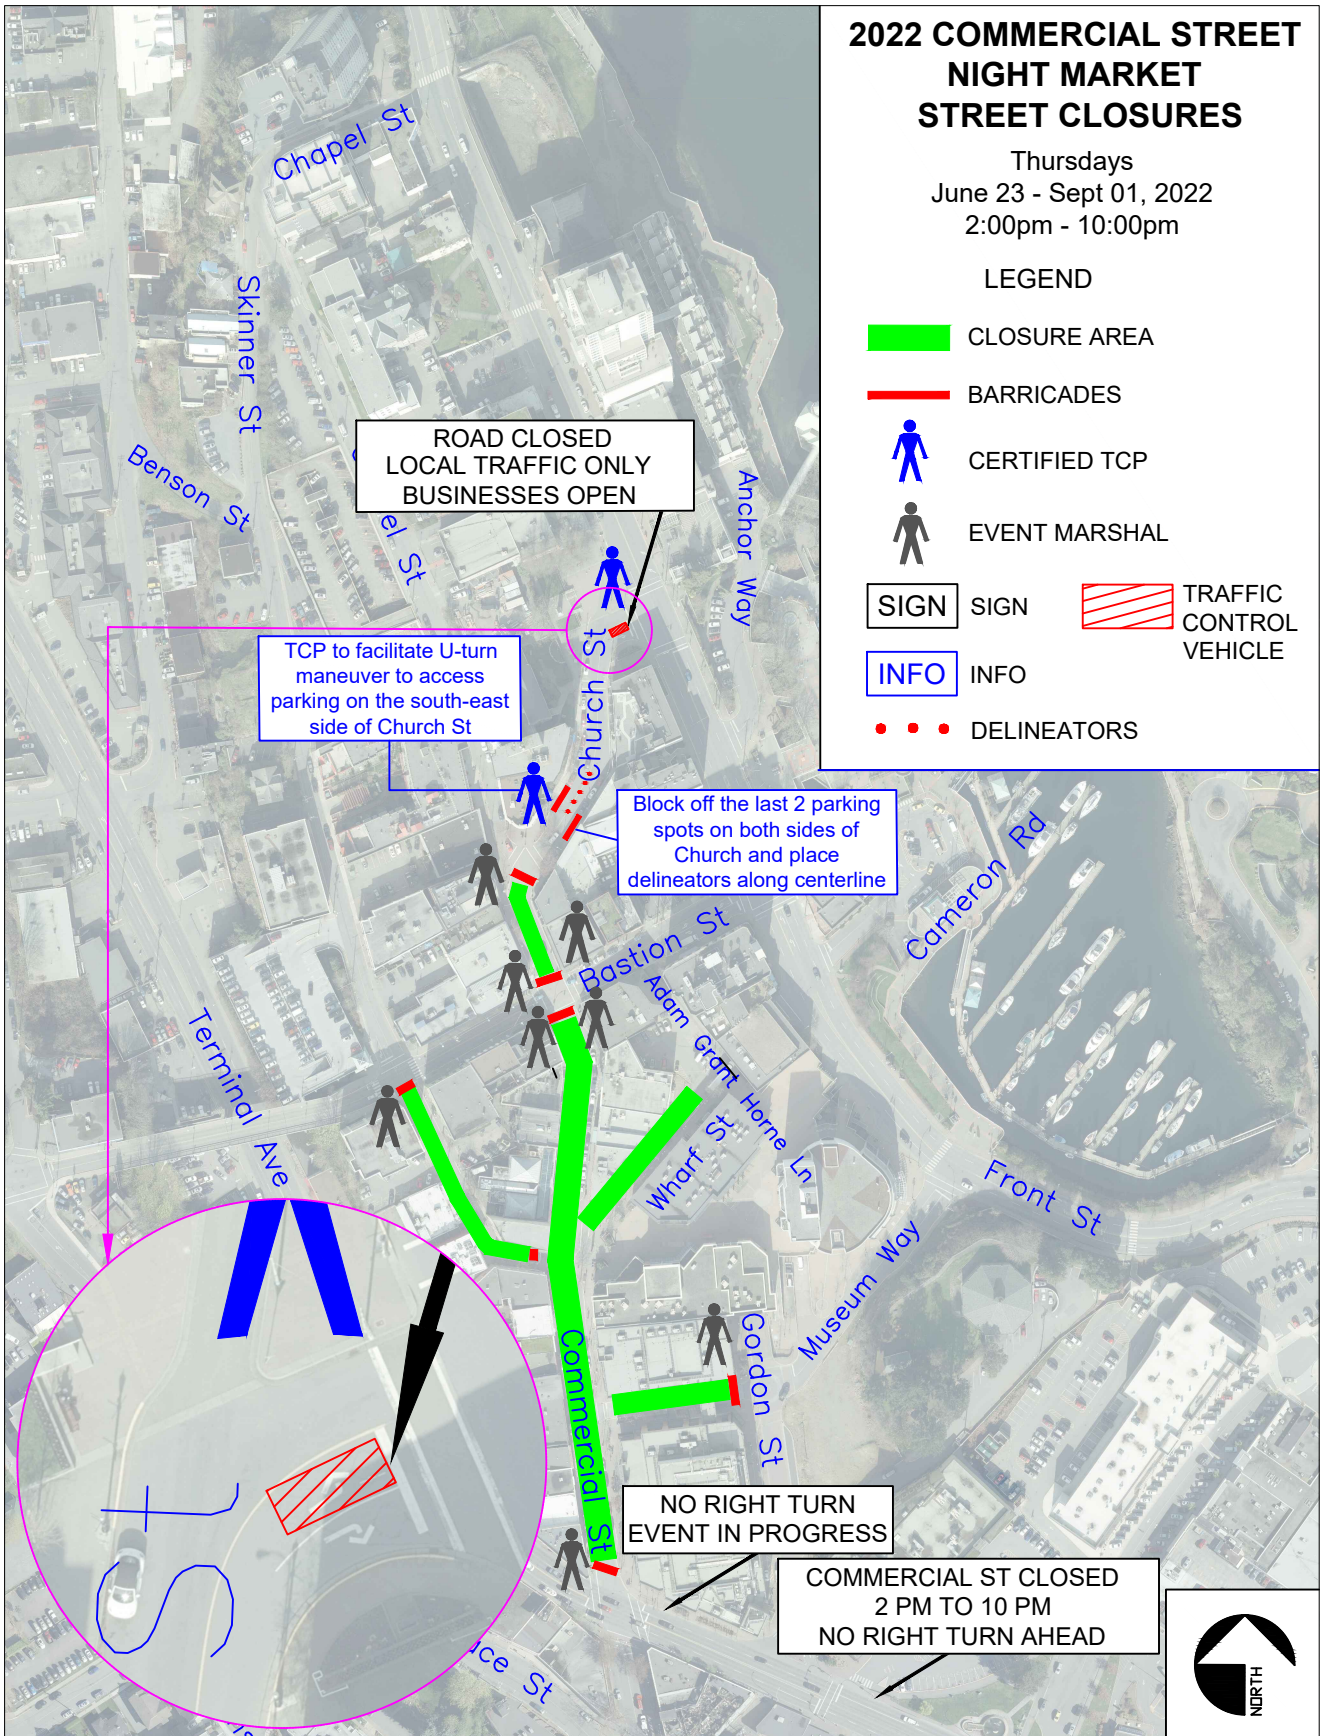 2022 COMMERCIAL STREET
NIGHT MARKET
STREET CLOSURES
Thursdays
June 23 - Sept 01, 2022
2:00pm - 10:00pm
LEGEND
CLOSURE AREA
BARRICADES
CERTIFIED TCP
EVENT MARSHAL
SIGN SIGN
TRAFFIC
CONTROL
VEHICLE
INFO INFO
DELINEATORS
Chapel St
Skinner St
Benson St
el St
ROAD CLOSED
LOCAL TRAFFIC ONLY
BUSINESSES OPEN
Anchor Way
Church St
TCP to facilitate U-turn
maneuver to access
parking on the south-east
side of Church St
Block off the last 2 parking
spots on both sides of
Church and place
delineators along centerline
Cameron Rd
Bastion St
Adam Grant Horne Ln
Terminal Ave
Wharf St
Front St
Museum Way
Gordon St
Commercial St
St
NO RIGHT TURN
EVENT IN PROGRESS
COMMERCIAL ST CLOSED
2 PM TO 10 PM
NO RIGHT TURN AHEAD
St
NORTH